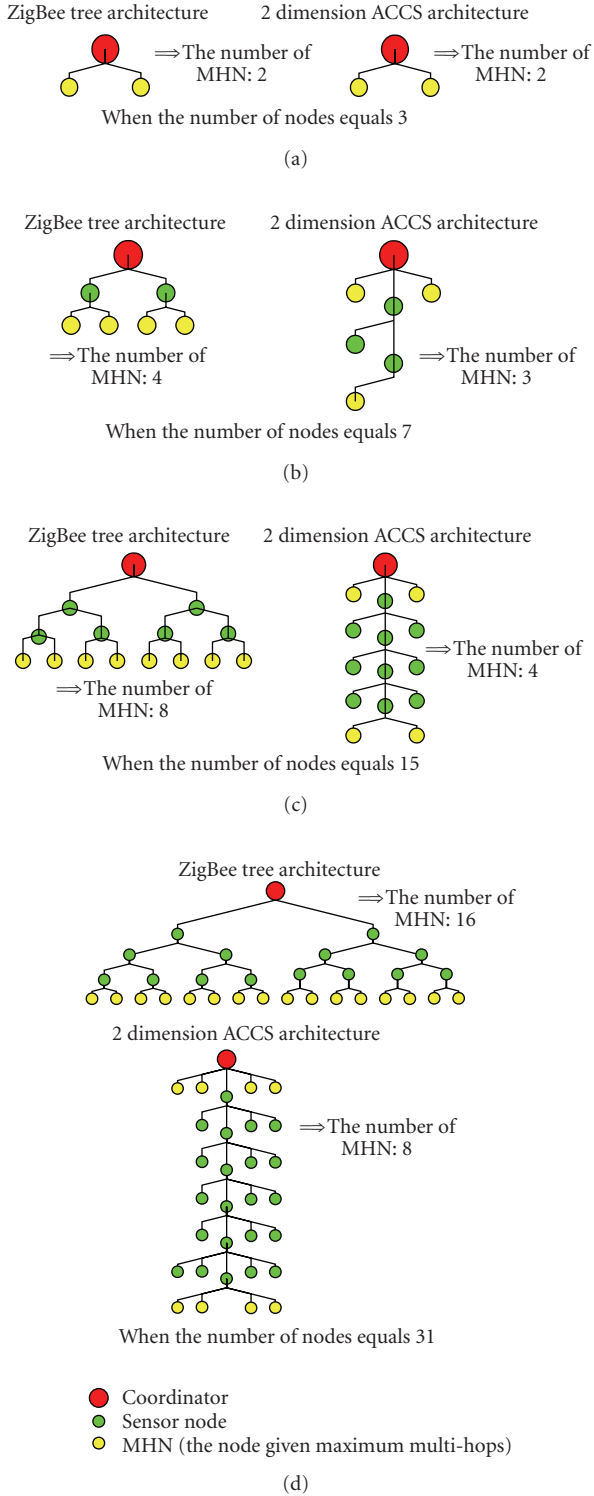 ZigBee tree architecture
2 dimension ACCS architecture
⟹The number of
MHN: 2
⟹The number of
MHN: 2
When the number of nodes equals 3
(a)
ZigBee tree architecture
2 dimension ACCS architecture
⟹The number of
MHN: 4
⟹The number of
MHN: 3
When the number of nodes equals 7
(b)
ZigBee tree architecture
2 dimension ACCS architecture
⟹The number of
MHN: 8
⟹The number of
MHN: 4
When the number of nodes equals 15
(c)
ZigBee tree architecture
⟹The number of
MHN: 16
2 dimension ACCS architecture
⟹The number of
MHN: 8
When the number of nodes equals 31
Coordinator
Sensor node
MHN (the node given maximum multi-hops)
(d)